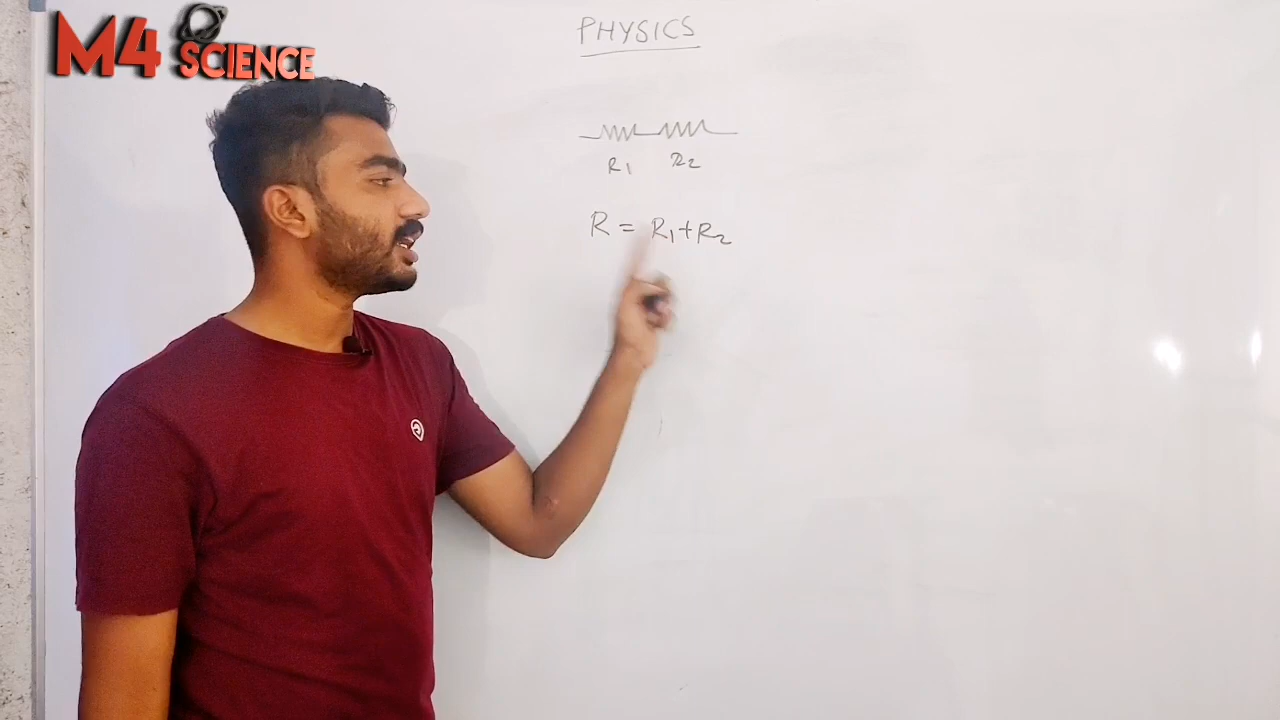 M4 SCIENCE
PHYSICS
R1 R2
R = R1+R2